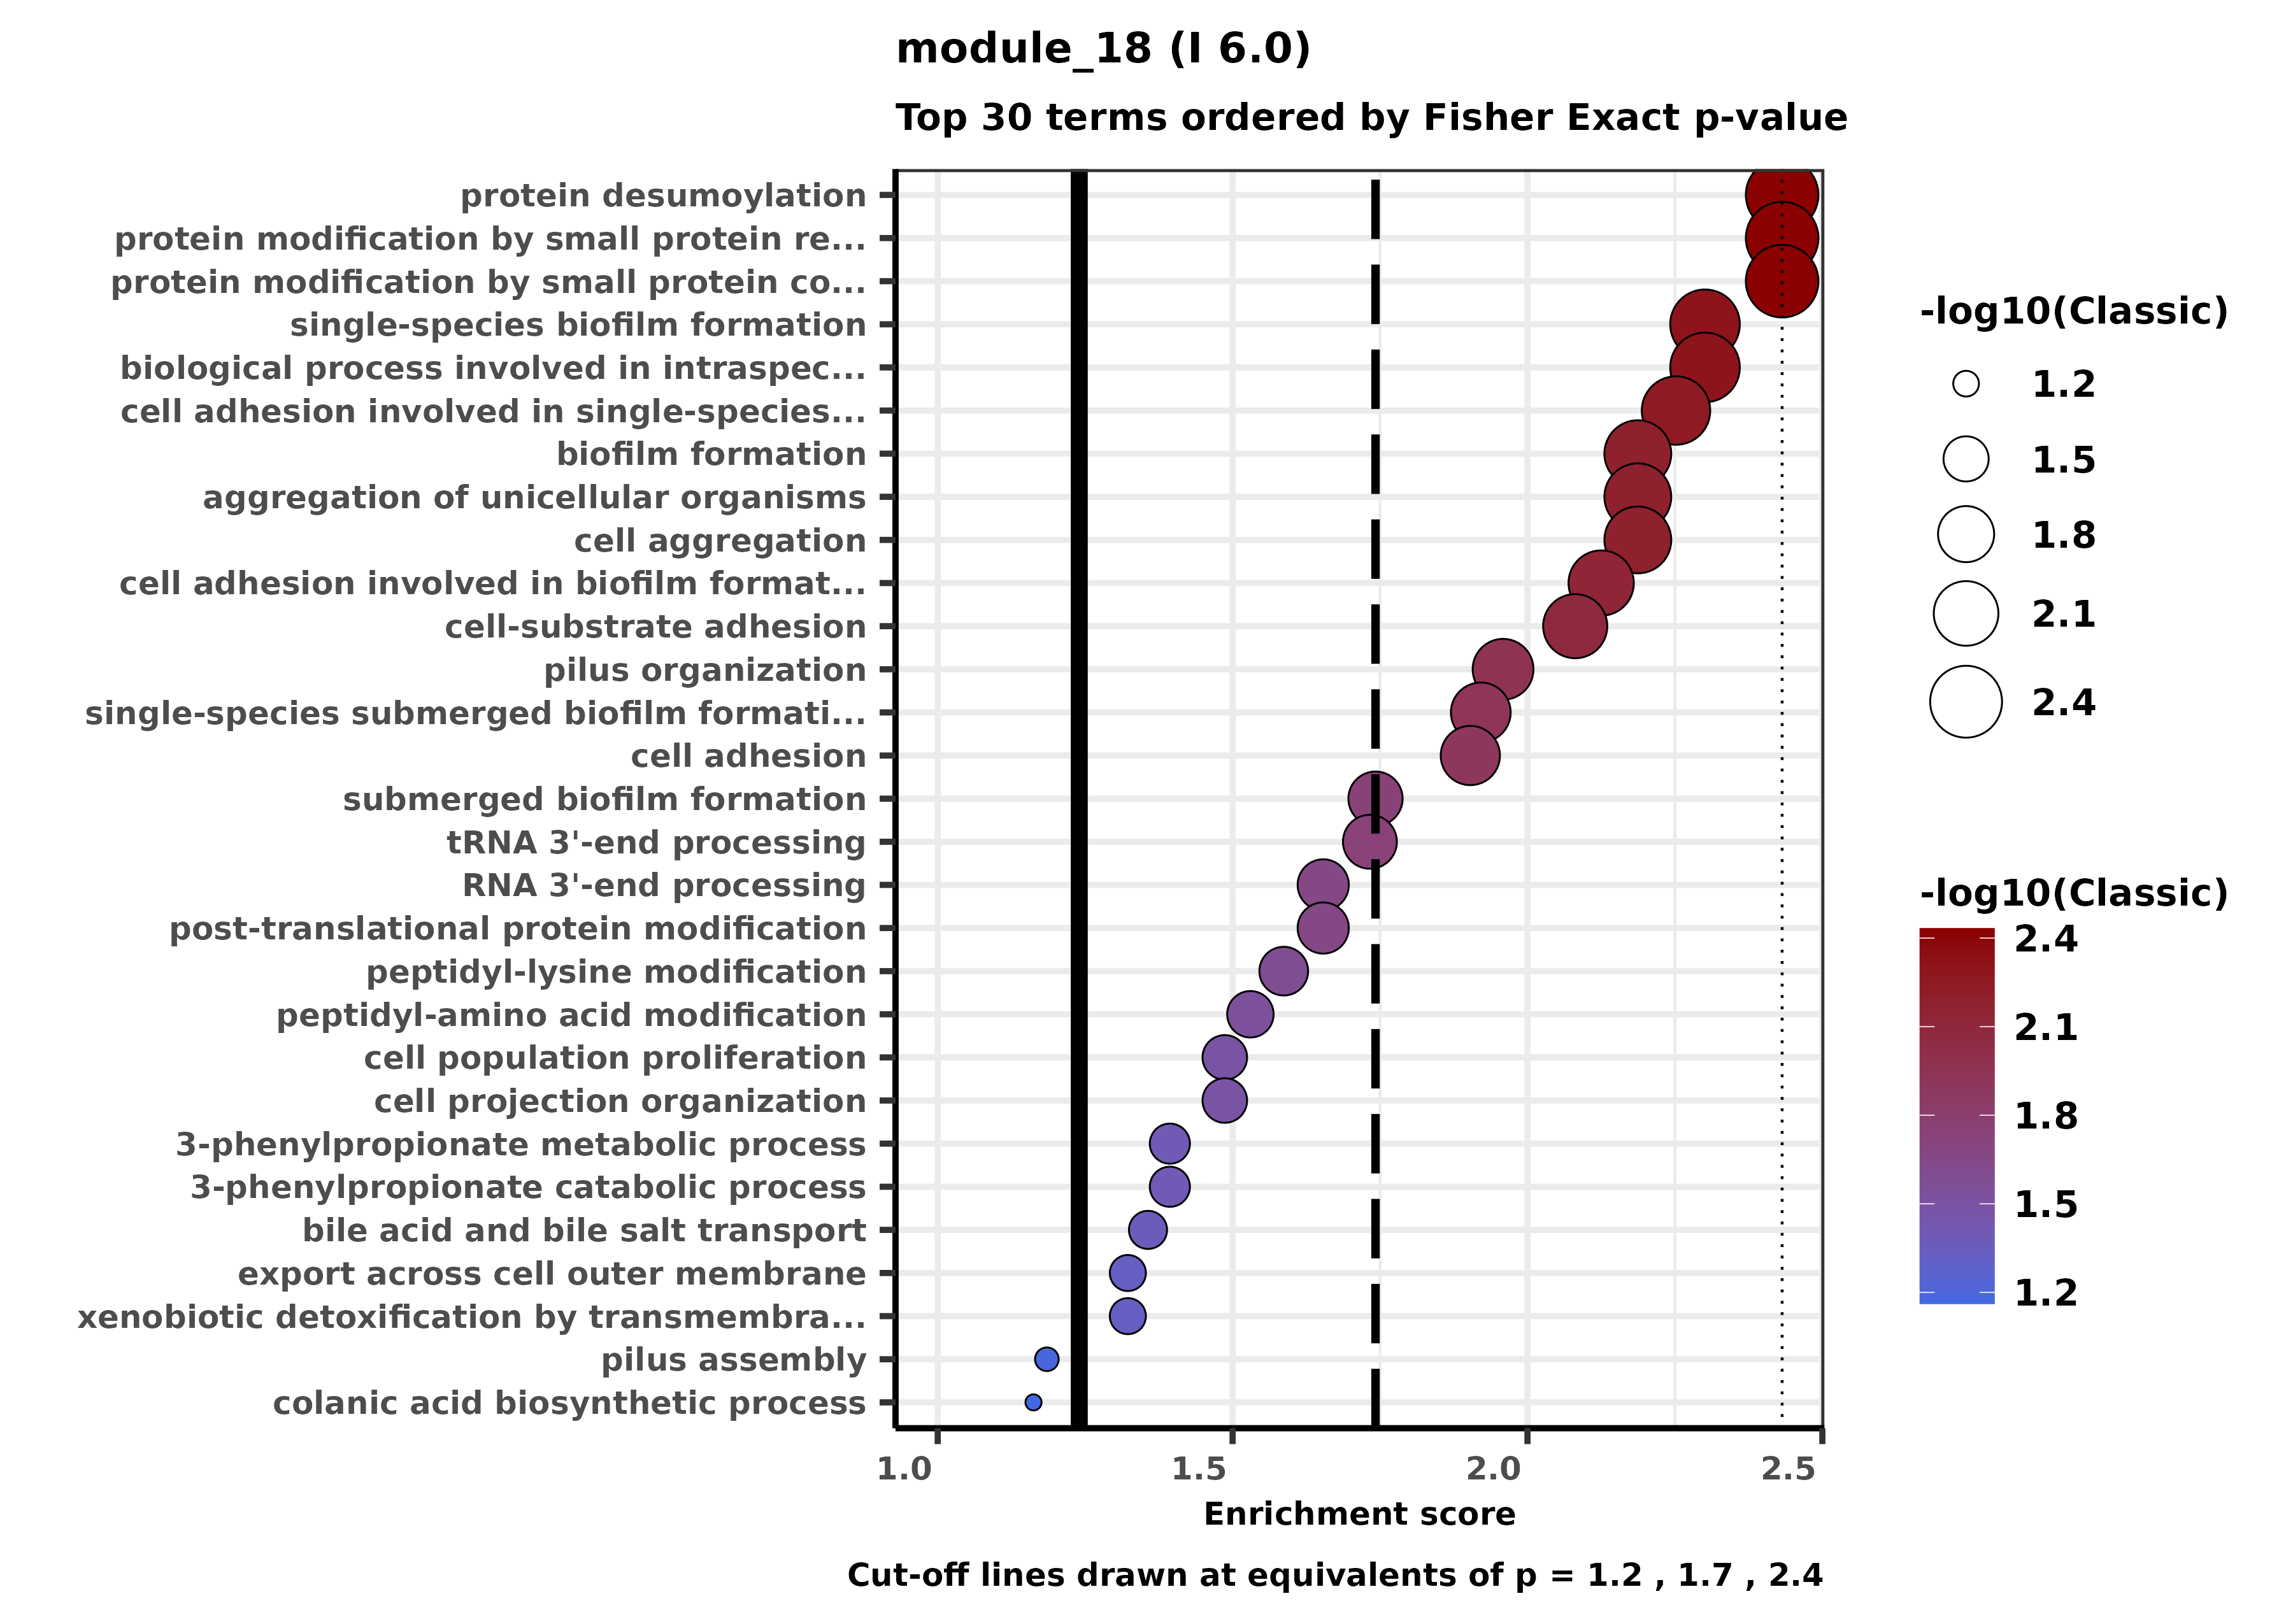 module_18 (I 6.0)
Top 30 terms ordered by Fisher Exact p-value
protein desumoylation
protein modification by small protein re...
protein modification by small protein co...
single-species biofilm formation
biological process involved in intraspec...
cell adhesion involved in single-species...
biofilm formation
aggregation of unicellular organisms
cell aggregation
cell adhesion involved in biofilm format...
cell-substrate adhesion
pilus organization
single-species submerged biofilm formati...
cell adhesion
submerged biofilm formation
tRNA 3'-end processing
RNA 3'-end processing
post-translational protein modification
peptidyl-lysine modification
peptidyl-amino acid modification
cell population proliferation
cell projection organization
3-phenylpropionate metabolic process
3-phenylpropionate catabolic process
bile acid and bile salt transport
export across cell outer membrane
xenobiotic detoxification by transmembra...
pilus assembly
colanic acid biosynthetic process
1.0 1.5 2.0 2.5
Enrichment score
Cut-off lines drawn at equivalents of p = 1.2 , 1.7 , 2.4
-log10(Classic)
1.2
1.5
1.8
2.1
2.4
-log10(Classic)
2.4
2.1
1.8
1.5
1.2